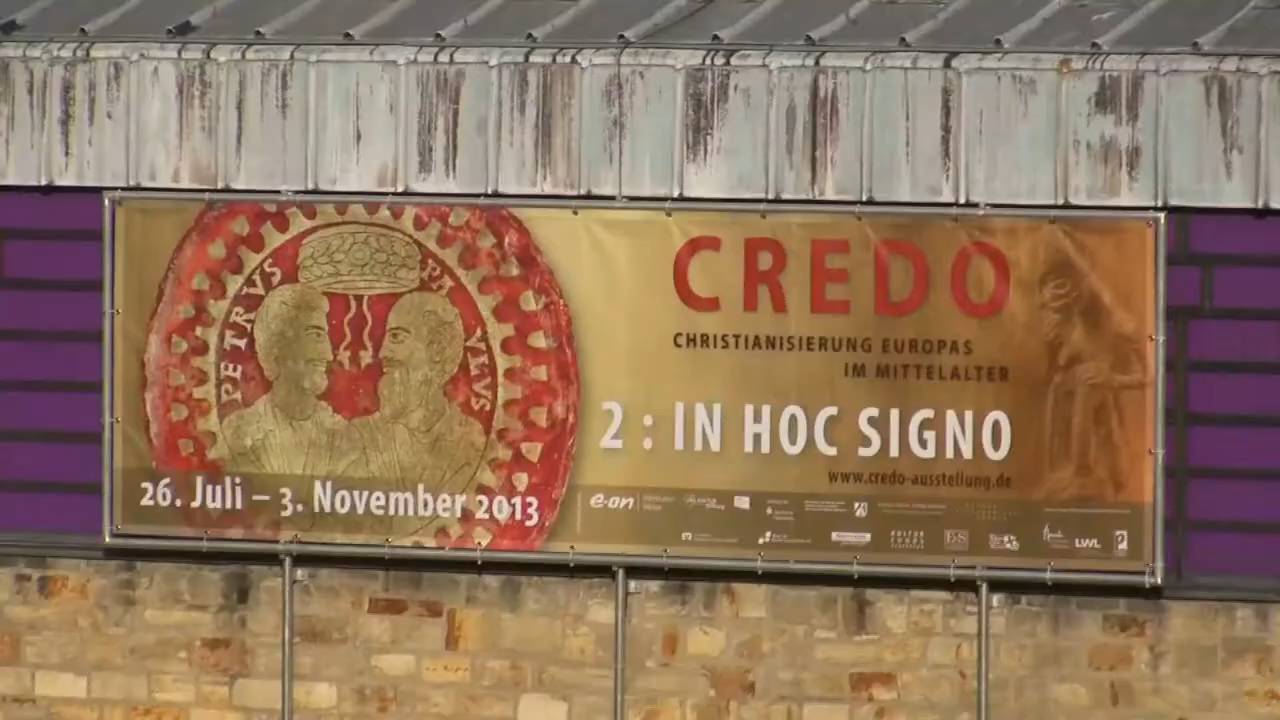 PETRVS
PAVLVS
26. Juli – 3. November 2013
CREDO
CHRISTIANISIERUNG EUROPAS
IM MITTELALTER
2 : IN HOC SIGNO
www.credo-ausstellung.de
e·on
LWL